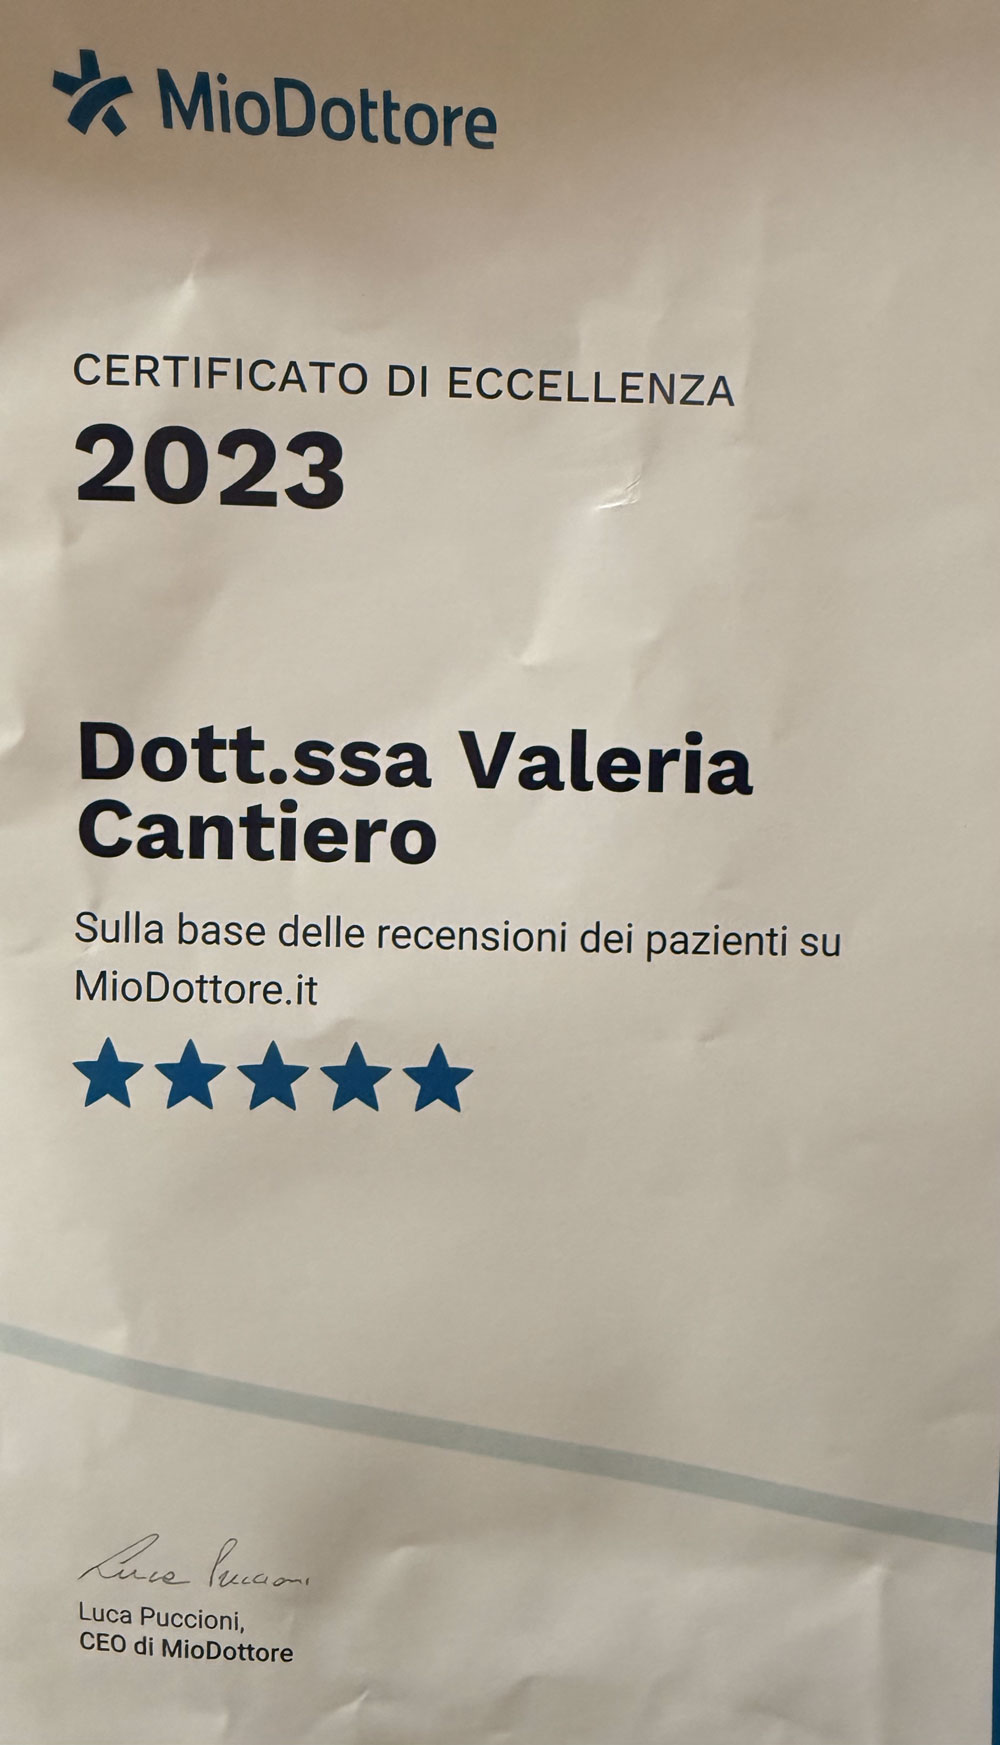 MioDottore
CERTIFICATO DI ECCELLENZA
2023
Dott.ssa Valeria
Cantiero
Sulla base delle recensioni dei pazienti su
MioDottore.it
Luca Puccioni
Luca Puccioni,
CEO di MioDottore